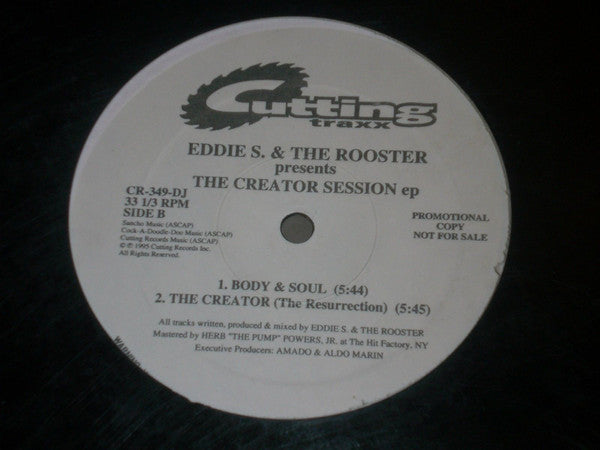 Cutting
traxx
EDDIE S. & THE ROOSTER
presents
THE CREATOR SESSION ep
CR-349-DJ
33 1/3 RPM
SIDE B
Sancho Music (ASCAP)
Cock-A-Doodle-Doo Music (ASCAP)
Cutting Records Music (ASCAP)
© ℗ 1995 Cutting Records Inc.
All Rights Reserved.
PROMOTIONAL
COPY
NOT FOR SALE
1. BODY & SOUL (5:44)
2. THE CREATOR (The Resurrection) (5:45)
All tracks written, produced & mixed by EDDIE S. & THE ROOSTER
Mastered by HERB "THE PUMP" POWERS, JR. at The Hit Factory, NY
Executive Producers: AMADO & ALDO MARIN